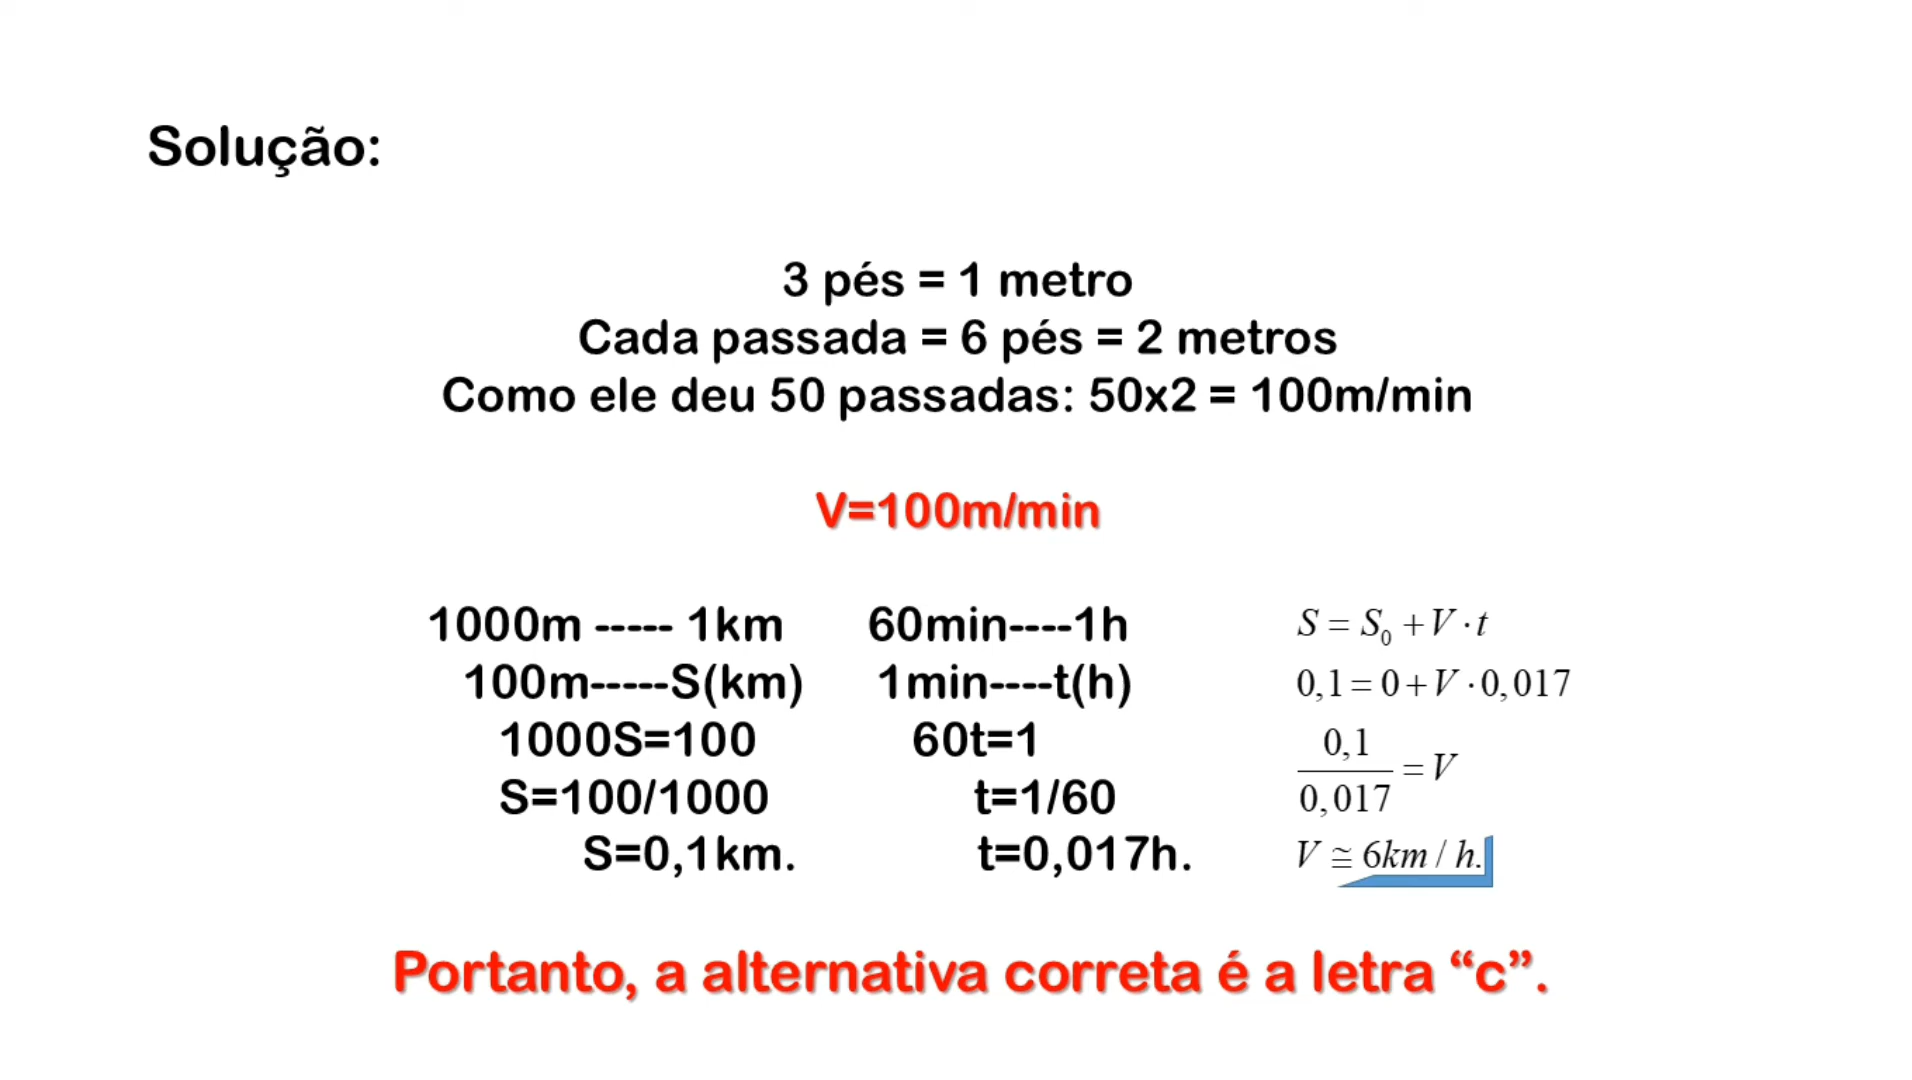 Solução:
3 pés = 1 metro
Cada passada = 6 pés = 2 metros
Como ele deu 50 passadas: 50x2 = 100m/min
V=100m/min
1000m ----- 1km 60min----1h S = S₀ + V · t
100m-----S(km) 1min----t(h) 0,1 = 0 + V · 0,017
1000S=100 60t=1 0,1/0,017 = V
S=100/1000 t=1/60
S=0,1km. t=0,017h. V ≅ 6km / h.
Portanto, a alternativa correta é a letra “c”.